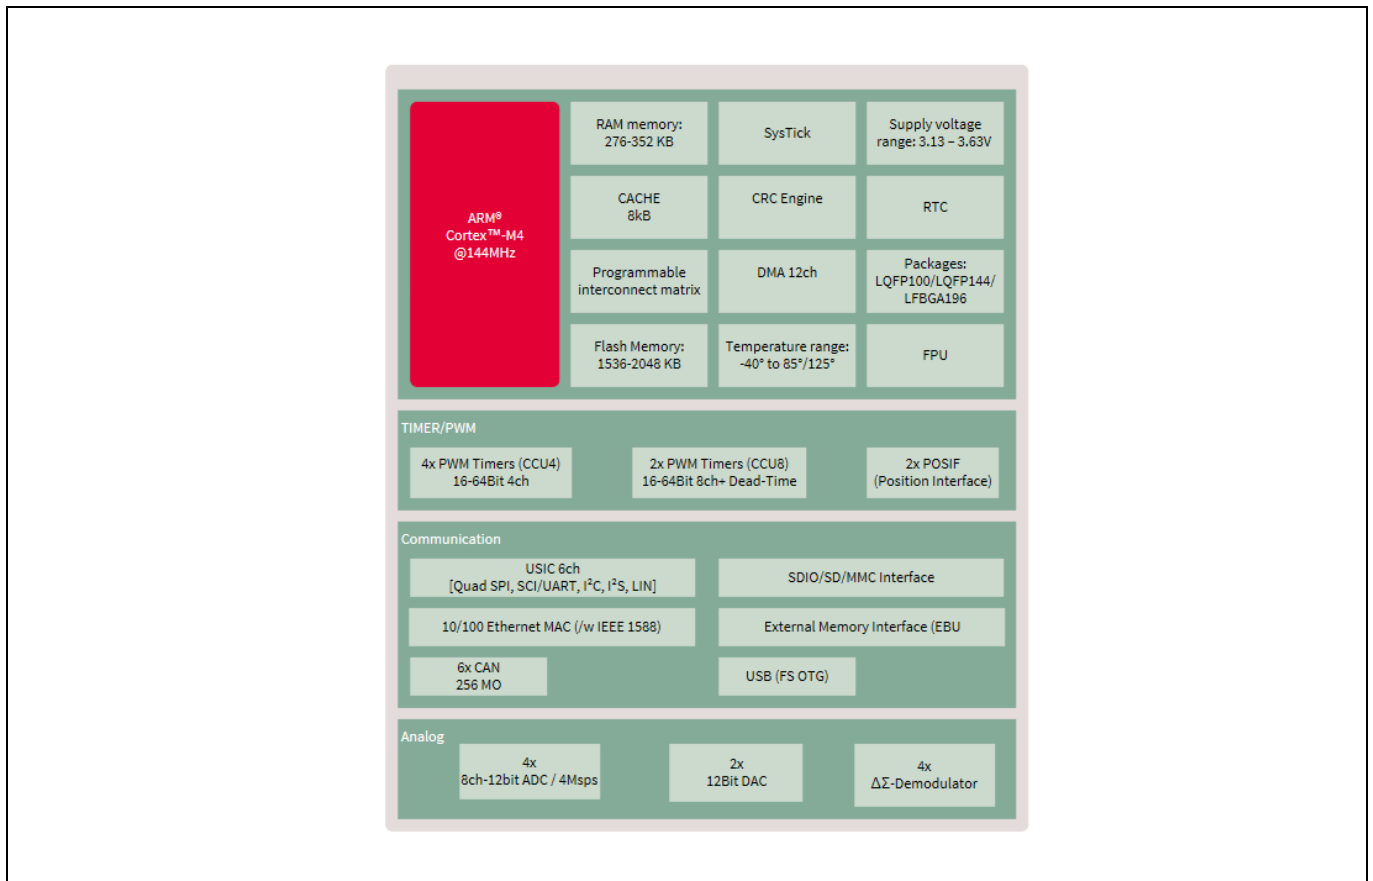 ARM®
Cortex™-M4
@144MHz
RAM memory:
276-352 KB
SysTick
Supply voltage
range: 3.13 – 3.63V
CACHE
8kB
CRC Engine
RTC
Programmable
interconnect matrix
DMA 12ch
Packages:
LQFP100/LQFP144/
LFBGA196
Flash Memory:
1536-2048 KB
Temperature range:
-40° to 85°/125°
FPU
TIMER/PWM
4x PWM Timers (CCU4)
16-64Bit 4ch
2x PWM Timers (CCU8)
16-64Bit 8ch+ Dead-Time
2x POSIF
(Position Interface)
Communication
USIC 6ch
[Quad SPI, SCI/UART, I²C, I²S, LIN]
SDIO/SD/MMC Interface
10/100 Ethernet MAC (/w IEEE 1588)
External Memory Interface (EBU
6x CAN
256 MO
USB (FS OTG)
Analog
4x
8ch-12bit ADC / 4Msps
2x
12Bit DAC
4x
ΔΣ-Demodulator